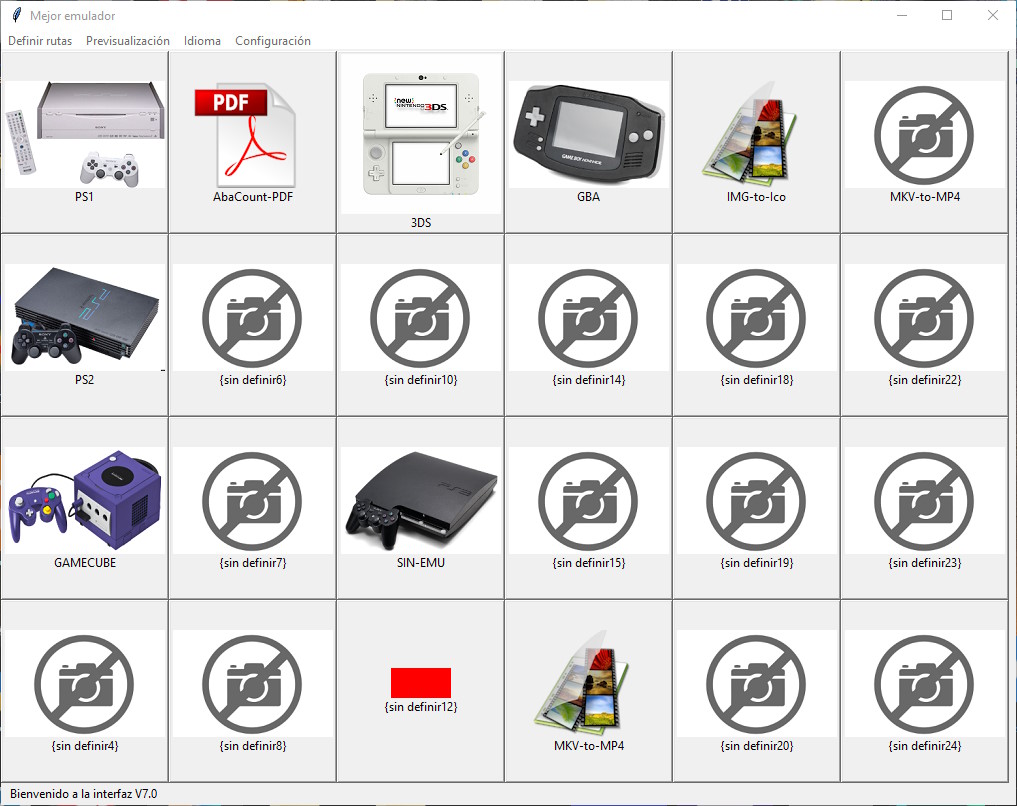 Mejor emulador
Definir rutas Previsualización Idioma Configuración
PDF
{new}
NINTENDO 3DS
GAME BOY ADVANCE
PS1 AbaCount-PDF 3DS GBA IMG-to-Ico MKV-to-MP4
PS2 {sin definir6} {sin definir10} {sin definir14} {sin definir18} {sin definir22}
PS3
GAMECUBE {sin definir7} SIN-EMU {sin definir15} {sin definir19} {sin definir23}
{sin definir4} {sin definir8} {sin definir12} MKV-to-MP4 {sin definir20} {sin definir24}
Bienvenido a la interfaz V7.0